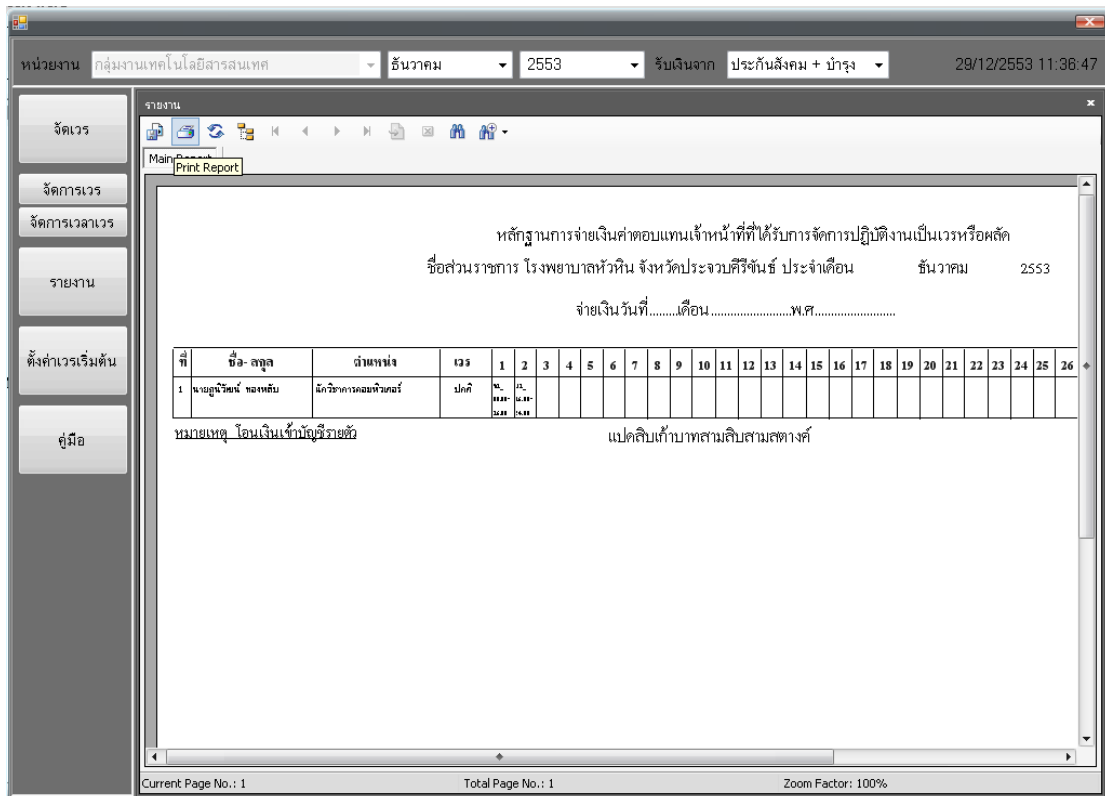 หน่วยงาน กลุ่มงานเทคโนโลยีสารสนเทศ ธันวาคม 2553 รับเงินจาก ประกันสังคม + บำรุง 29/12/2553 11:36:47
จัดเวร
จัดการเวร
จัดการเวลาเวร
รายงาน
ตั้งค่าเวรเริ่มต้น
คู่มือ
รายงาน
Main Report
Print Report
หลักฐานการจ่ายเงินค่าตอบแทนเจ้าหน้าที่ที่ได้รับการจัดการปฏิบัติงานเป็นเวรหรือผลัด
ชื่อส่วนราชการ โรงพยาบาลหัวหิน จังหวัดประจวบคีรีขันธ์ ประจำเดือน ธันวาคม 2553
จ่ายเงินวันที่.........เดือน.........................พ.ศ.........................
ที่ ชื่อ- สกุล ตำแหน่ง เวร 1 2 3 4 5 6 7 8 9 10 11 12 13 14 15 16 17 18 19 20 21 22 23 24 25 26
1 นักวิชาการคอมพิวเตอร์ ปกติ
หมายเหตุ โอนเงินเข้าบัญชีรายตัว แปดสิบเก้าบาทสามสิบสามสตางค์
Current Page No.: 1 Total Page No.: 1 Zoom Factor: 100%